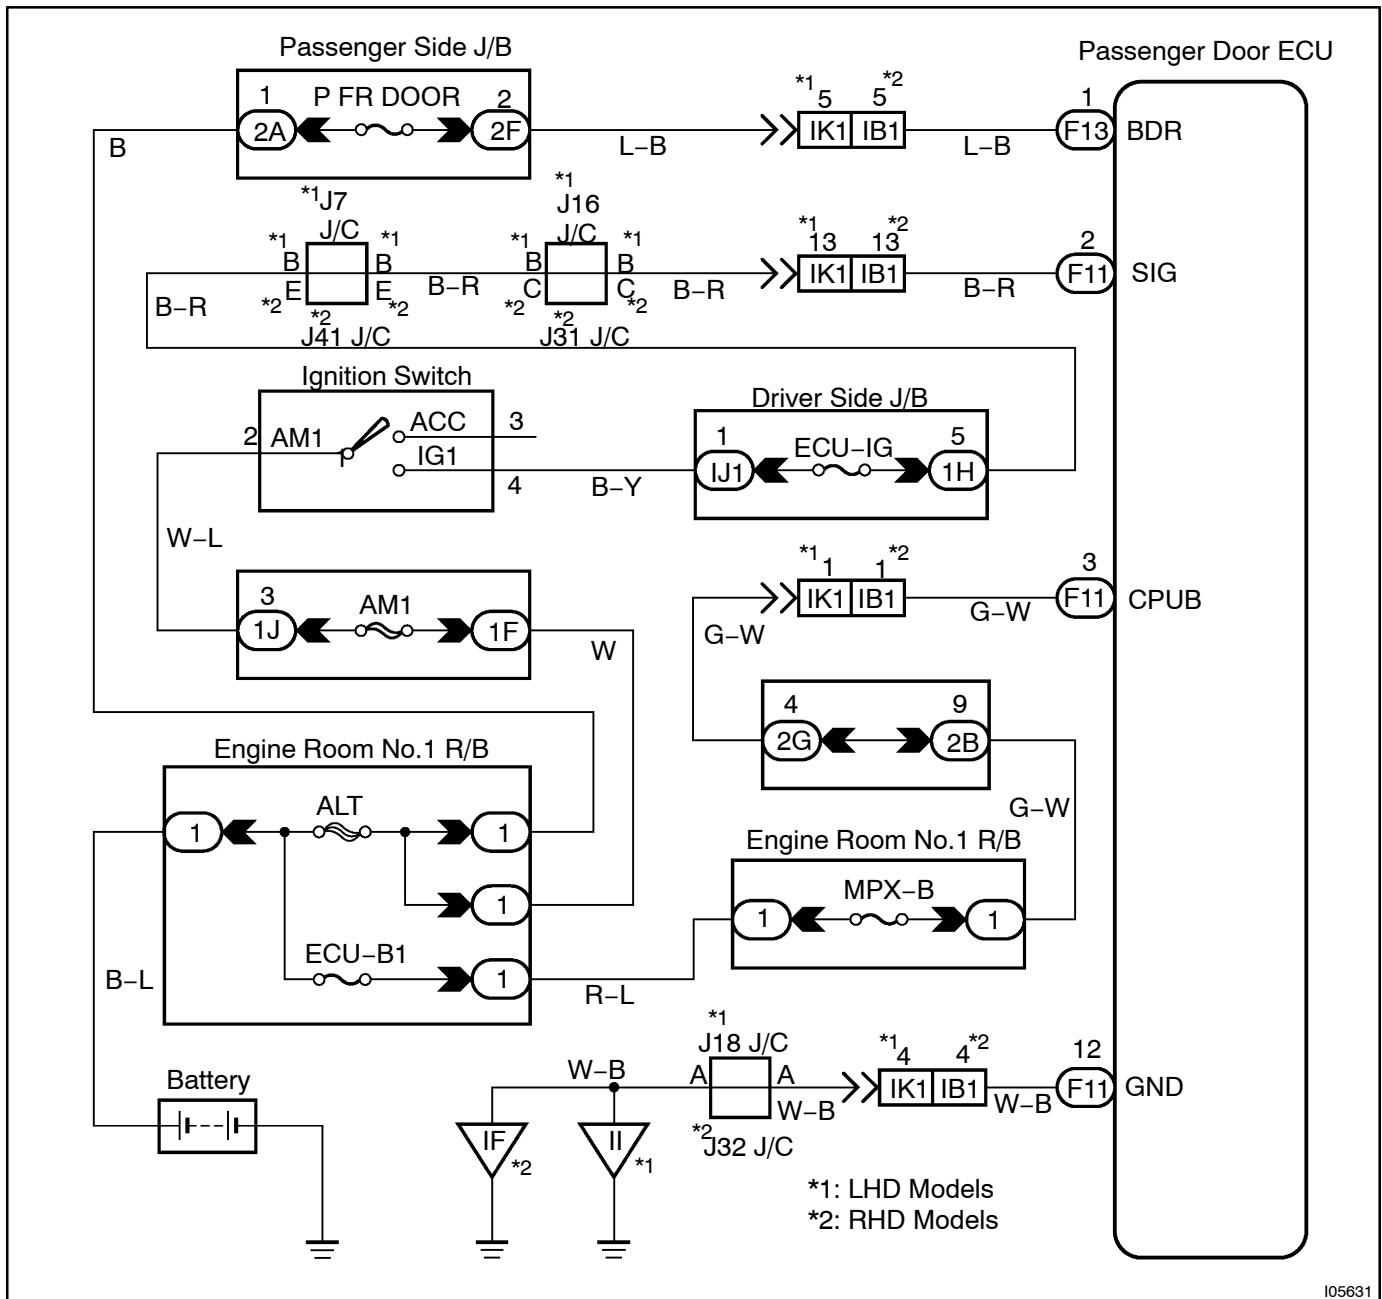 Passenger Side J/B
Passenger Door ECU
1 P FR DOOR 2
2A 2F
B
L–B
*1 *2
5 5
IK1 IB1
L–B
1
F13 BDR
*1 J7
J/C
*1 *1
B B
E E
*2 *2
*2
J41 J/C
B–R
B–R
*1
J16
J/C
*1 *1
B B
C C
*2 *2
*2
J31 J/C
B–R
*1 *2
13 13
IK1 IB1
B–R
2
F11 SIG
Ignition Switch
2 AM1
ACC 3
IG1
4
B–Y
Driver Side J/B
1 ECU–IG 5
IJ1 1H
W–L
3 AM1
1J 1F
W
*1 *2
1 1
IK1 IB1
G–W
G–W
3
F11 CPUB
4 9
2G 2B
G–W
Engine Room No.1 R/B
ALT
1 1
1
ECU–B1
1
B–L
R–L
Engine Room No.1 R/B
MPX–B
1 1
Battery
*1
J18 J/C
W–B
A A
W–B
*2
J32 J/C
*1 *2
4 4
IK1 IB1
W–B
12
F11 GND
IF *2
II *1
*1: LHD Models
*2: RHD Models
I05631